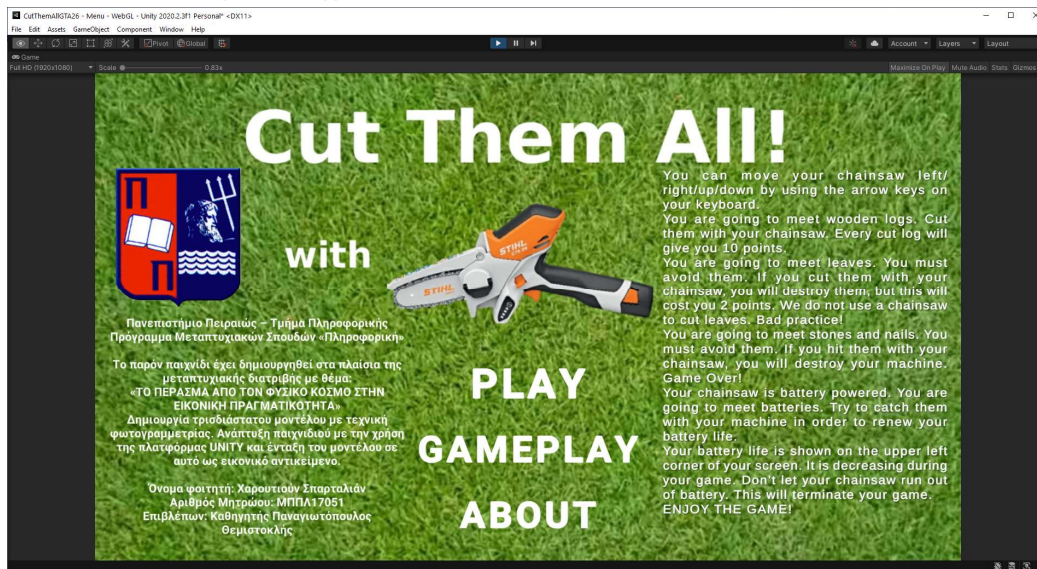 CutThemAllGTA26 - Menu - WebGL - Unity 2020.2.3f1 Personal* <DX11>
File Edit Assets GameObject Component Window Help
Pivot Global
Account Layers Layout
Game
Full HD (1920x1080) Scale 0.83x
Maximize On Play Mute Audio Stats Gizmos
Cut Them All!
with
STIHL
STIHL
Πανεπιστήμιο Πειραιώς – Τμήμα Πληροφορικής
Πρόγραμμα Μεταπτυχιακών Σπουδών «Πληροφορική»
Το παρόν παιχνίδι έχει δημιουργηθεί στα πλαίσια της
μεταπτυχιακής διατριβής με θέμα:
«ΤΟ ΠΕΡΑΣΜΑ ΑΠΟ ΤΟΝ ΦΥΣΙΚΟ ΚΟΣΜΟ ΣΤΗΝ
ΕΙΚΟΝΙΚΗ ΠΡΑΓΜΑΤΙΚΟΤΗΤΑ»
Δημιουργία τρισδιάστατου μοντέλου με τεχνική
φωτογραμμετρίας. Ανάπτυξη παιχνιδιού με την χρήση
της πλατφόρμας UNITY και ένταξη του μοντέλου σε
αυτό ως εικονικό αντικείμενο.
Όνομα φοιτητή: Χαρουτιούν Σπαρταλιάν
Αριθμός Μητρώου: ΜΠΠΛ17051
Επιβλέπων: Καθηγητής Παναγιωτόπουλος
Θεμιστοκλής
PLAY
GAMEPLAY
ABOUT
You can move your chainsaw left/
right/up/down by using the arrow keys on
your keyboard.
You are going to meet wooden logs. Cut
them with your chainsaw. Every cut log will
give you 10 points.
You are going to meet leaves. You must
avoid them. If you cut them with your
chainsaw, you will destroy them, but this will
cost you 2 points. We do not use a chainsaw
to cut leaves. Bad practice!
You are going to meet stones and nails. You
must avoid them. If you hit them with your
chainsaw, you will destroy your machine.
Game Over!
Your chainsaw is battery powered. You are
going to meet batteries. Try to catch them
with your machine in order to renew your
battery life.
Your battery life is shown on the upper left
corner of your screen. It is decreasing during
your game. Don't let your chainsaw run out
of battery. This will terminate your game.
ENJOY THE GAME!